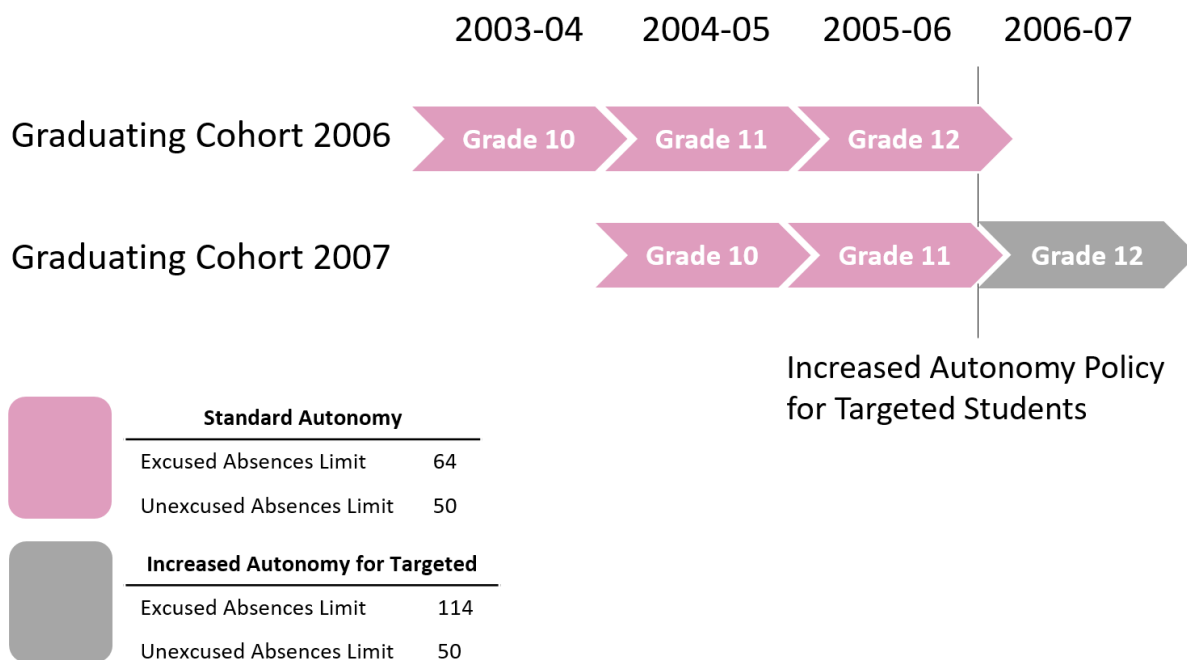 2003-04 2004-05 2005-06 2006-07
Graduating Cohort 2006 Grade 10 Grade 11 Grade 12
Graduating Cohort 2007 Grade 10 Grade 11 Grade 12
Increased Autonomy Policy
for Targeted Students
Standard Autonomy
Excused Absences Limit 64
Unexcused Absences Limit 50
Increased Autonomy for Targeted
Excused Absences Limit 114
Unexcused Absences Limit 50